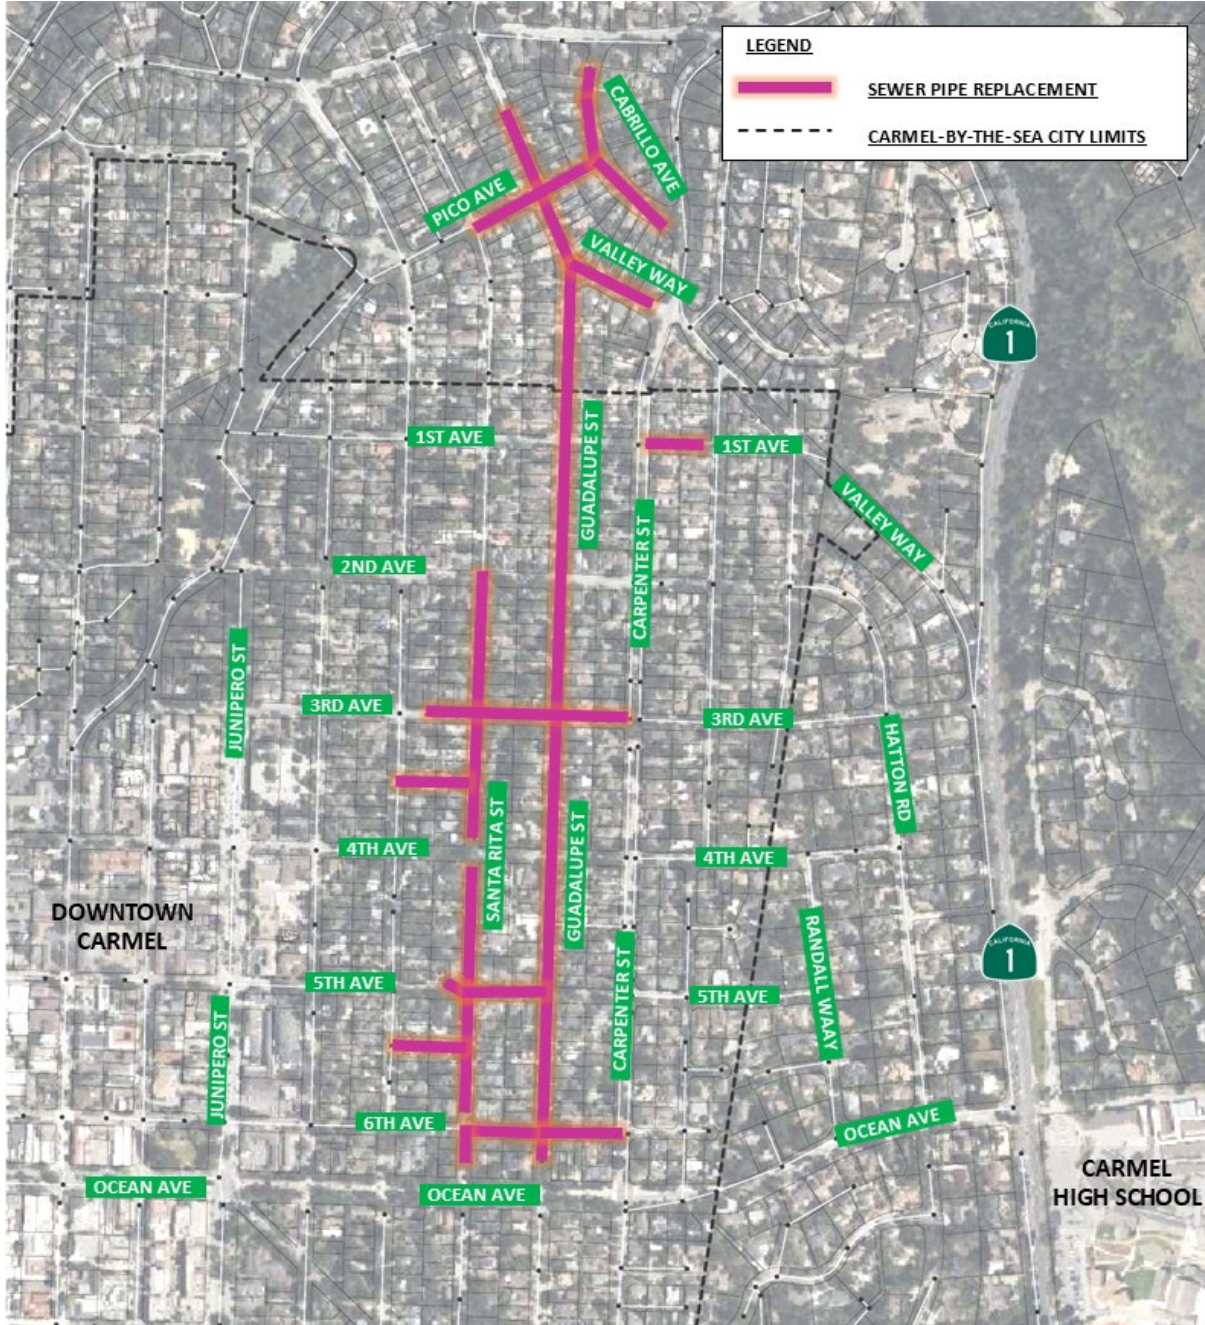 LEGEND
SEWER PIPE REPLACEMENT
CARMEL-BY-THE-SEA CITY LIMITS
CABRILLO AVE
PICO AVE
VALLEY WAY
CALIFORNIA
1
GUADALUPE ST
1ST AVE
1ST AVE
VALLEY WAY
CARPENTER ST
2ND AVE
JUNIPERO ST
3RD AVE
3RD AVE
HATTON RD
SANTA RITA ST
GUADALUPE ST
4TH AVE
4TH AVE
DOWNTOWN
CARMEL
RANDALL WAAY
CALIFORNIA
1
CARPENTER ST
5TH AVE
5TH AVE
JUNIPERO ST
6TH AVE
OCEAN AVE
CARMEL
HIGH SCHOOL
OCEAN AVE
OCEAN AVE